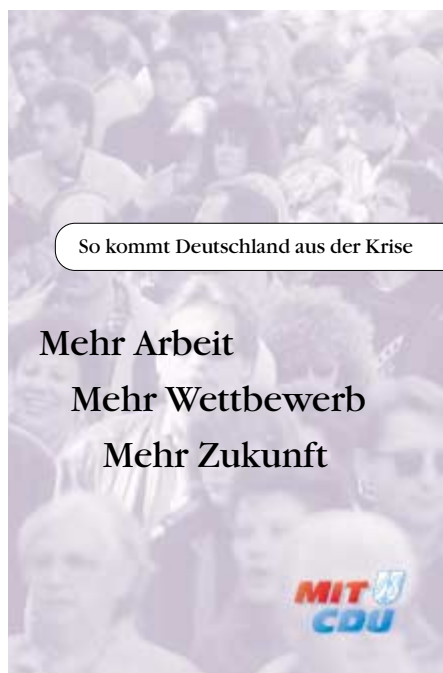 So kommt Deutschland aus der Krise
Mehr Arbeit
Mehr Wettbewerb
Mehr Zukunft
MIT
CDU